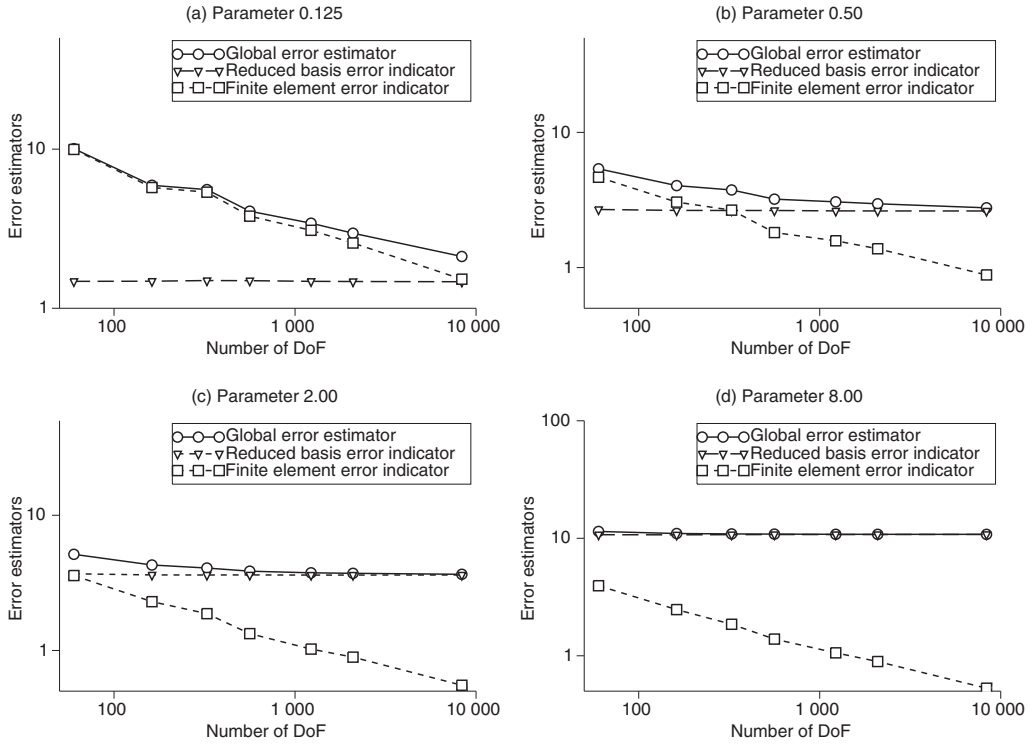 (a) Parameter 0.125
Global error estimator
Reduced basis error indicator
Finite element error indicator
Error estimators
10
1
100
1 000
10 000
Number of DoF
(b) Parameter 0.50
Global error estimator
Reduced basis error indicator
Finite element error indicator
Error estimators
10
1
100
1 000
10 000
Number of DoF
(c) Parameter 2.00
Global error estimator
Reduced basis error indicator
Finite element error indicator
Error estimators
10
1
100
1 000
10 000
Number of DoF
(d) Parameter 8.00
Global error estimator
Reduced basis error indicator
Finite element error indicator
Error estimators
100
10
1
100
1 000
10 000
Number of DoF